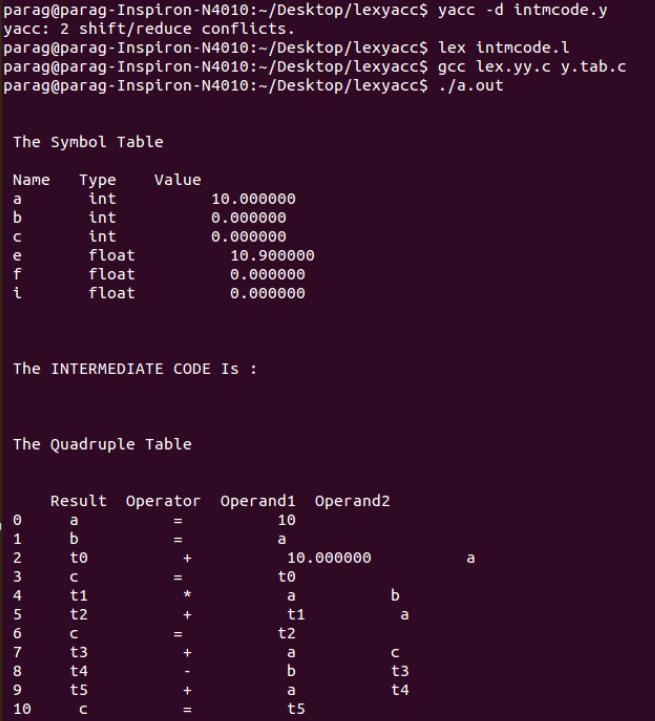 parag@parag-Inspiron-N4010:~/Desktop/lexyacc$ yacc -d intmcode.y
yacc: 2 shift/reduce conflicts.
parag@parag-Inspiron-N4010:~/Desktop/lexyacc$ lex intmcode.l
parag@parag-Inspiron-N4010:~/Desktop/lexyacc$ gcc lex.yy.c y.tab.c
parag@parag-Inspiron-N4010:~/Desktop/lexyacc$ ./a.out
The Symbol Table
Name Type Value
a int 10.000000
b int 0.000000
c int 0.000000
e float 10.900000
f float 0.000000
i float 0.000000
The INTERMEDIATE CODE Is :
The Quadruple Table
Result Operator Operand1 Operand2
0 a = 10
1 b = a
2 t0 + 10.000000 a
3 c = t0
4 t1 * a b
5 t2 + t1 a
6 c = t2
7 t3 + a c
8 t4 - b t3
9 t5 + a t4
10 c = t5